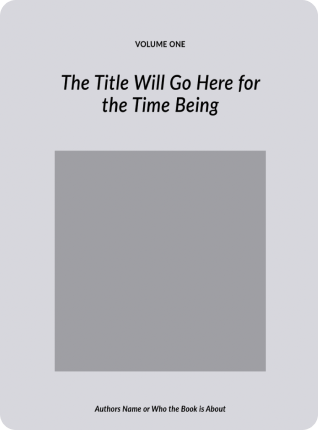 VOLUME ONE
The Title Will Go Here for
the Time Being
Authors Name or Who the Book is About